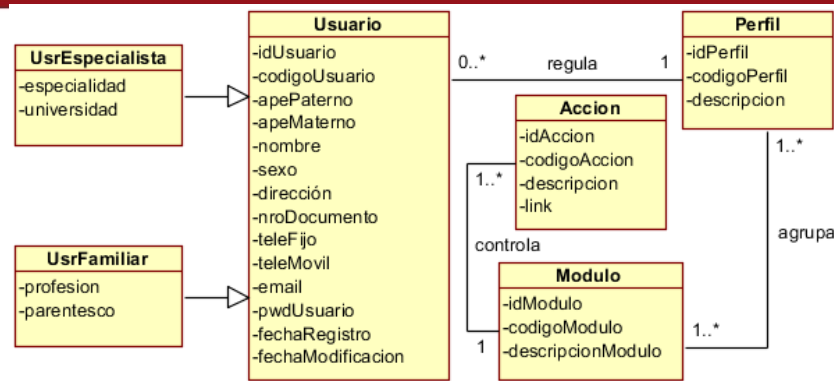 UsrEspecialista
-especialidad
-universidad
UsrFamiliar
-profesion
-parentesco
Usuario
-idUsuario
-codigoUsuario
-apePaterno
-apeMaterno
-nombre
-sexo
-dirección
-nroDocumento
-teleFijo
-teleMovil
-email
-pwdUsuario
-fechaRegistro
-fechaModificacion
0..* regula 1
Perfil
-idPerfil
-codigoPerfil
-descripcion
1..*
agrupa
1..*
Accion
-idAccion
-codigoAccion
-descripcion
-link
1..*
controla
1
Modulo
-idModulo
-codigoModulo
-descripcionModulo